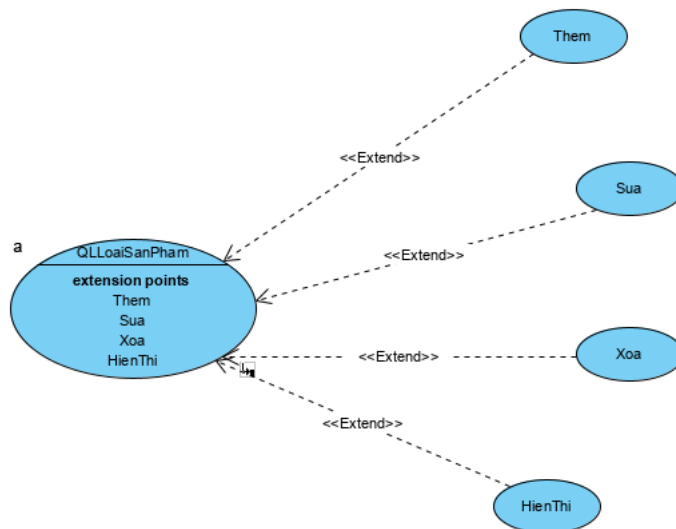 Them
<<Extend>>
Sua
a
QLLoaiSanPham
<<Extend>>
extension points
Them
Sua
Xoa
HienThi
<<Extend>>
Xoa
<<Extend>>
HienThi